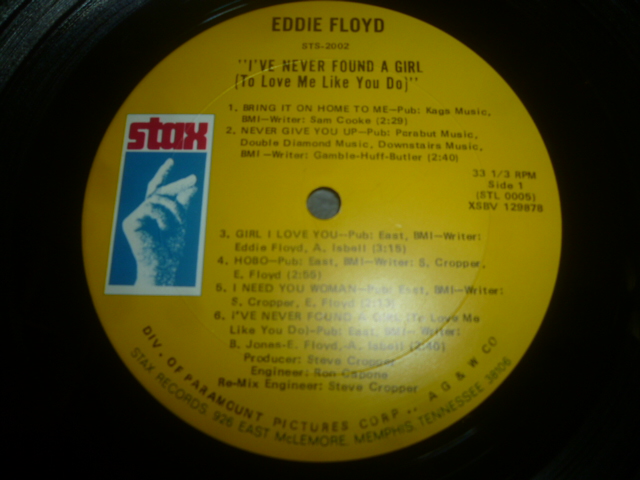 EDDIE FLOYD
STS-2002
"I'VE NEVER FOUND A GIRL
(To Love Me Like You Do)"
1. BRING IT ON HOME TO ME-Pub: Kags Music,
BMI-Writer: Sam Cooke (2:29)
2. NEVER GIVE YOU UP-Pub: Parabut Music,
Double Diamond Music, Downstairs Music,
BMI-Writer: Gamble-Huff-Butler (2:40)
stax
33 1/3 RPM
Side 1
(STL 0005)
XSBV 129878
3. GIRL I LOVE YOU-Pub: East, BMI-Writer:
Eddie Floyd, A. Isbell (3:15)
4. HOBO-Pub: East, BMI-Writer: S. Cropper,
E. Floyd (2:50)
5. I NEED YOU WOMAN-Pub: East, BMI-Writer:
S. Cropper, E. Floyd
6. I'VE NEVER FOUND A GIRL (To Love Me
Like You Do)-Pub: East, BMI-Writer:
B. Jones-E. Floyd,-A. Isbell (2:40)
Producer: Steve Cropper
Engineer: Ron Capone
Re-Mix Engineer: Steve Cropper
DIV. OF PARAMOUNT PICTURES CORP .. A G & W CO
STAX RECORDS, 926 EAST McLEMORE, MEMPHIS, TENNESSEE 38106